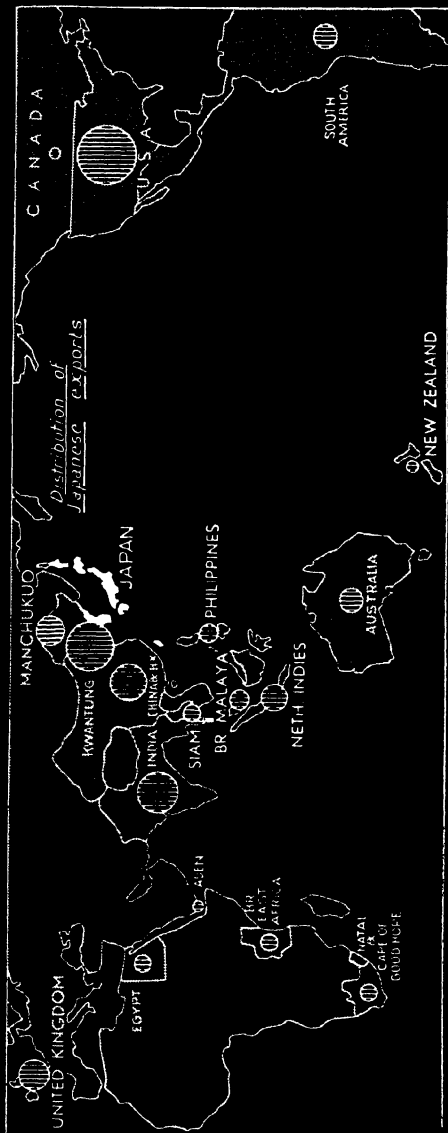 CANADA
USA
SOUTH
AMERICA
Distribution of
Japanese exports
NEW ZEALAND
MANCHUKUO
JAPAN
KWANTUNG
PHILIPPINES
AUSTRALIA
INDIA
SIAM
BR MALAYA
NETH INDIES
UNITED KINGDOM
EGYPT
ADEN
BR
EAST
AFRICA
NATAL
CAPE OF
GOOD HOPE